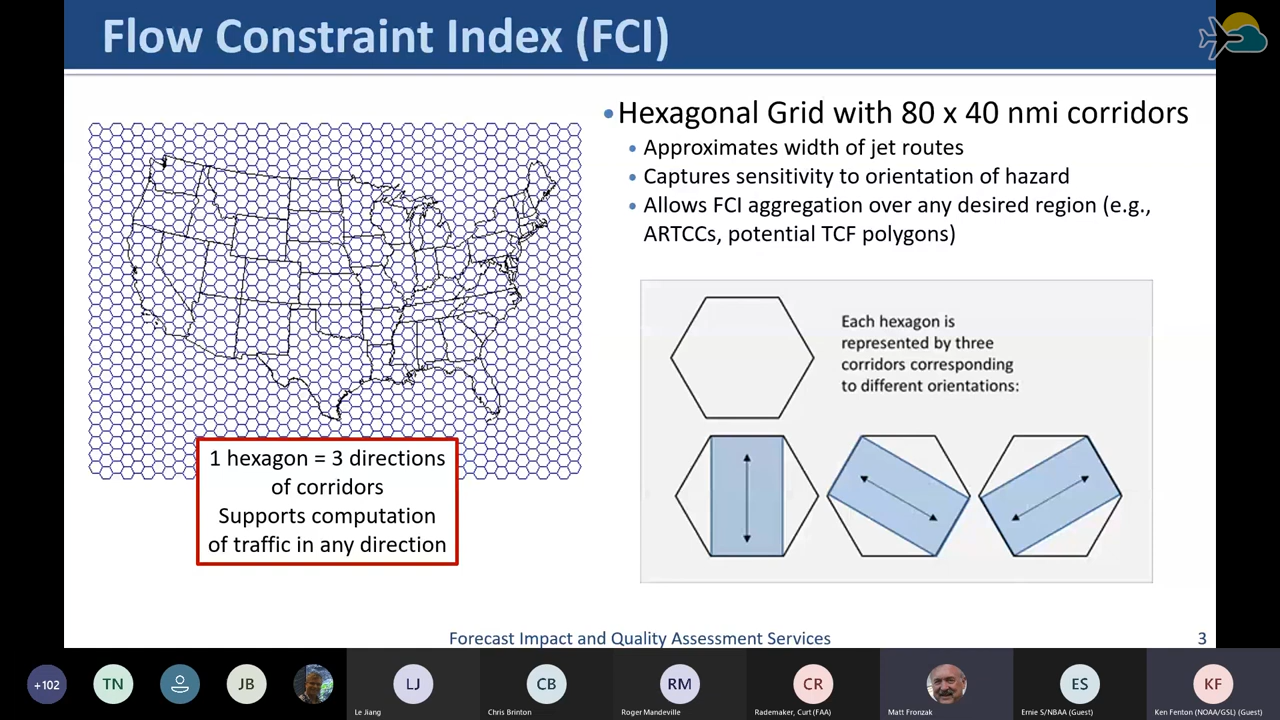 Flow Constraint Index (FCI)
•Hexagonal Grid with 80 x 40 nmi corridors
• Approximates width of jet routes
• Captures sensitivity to orientation of hazard
• Allows FCI aggregation over any desired region (e.g.,
ARTCCs, potential TCF polygons)
Each hexagon is
represented by three
corridors corresponding
to different orientations:
1 hexagon = 3 directions
of corridors
Supports computation
of traffic in any direction
Forecast Impact and Quality Assessment Services
3
+102
TN
JB
LJ
Le Jiang
CB
Chris Brinton
RM
Roger Mandeville
CR
Rademaker, Curt (FAA)
Matt Fronzak
ES
Ernie S/NBAA (Guest)
KF
Ken Fenton (NOAA/GSL) (Guest)